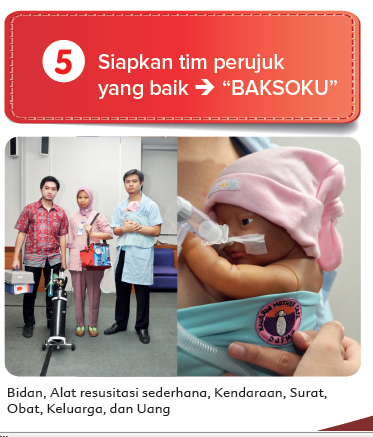 5
Siapkan tim perujuk
yang baik ➔ “BAKSOKU”
Bidan, Alat resusitasi sederhana, Kendaraan, Surat,
Obat, Keluarga, dan Uang